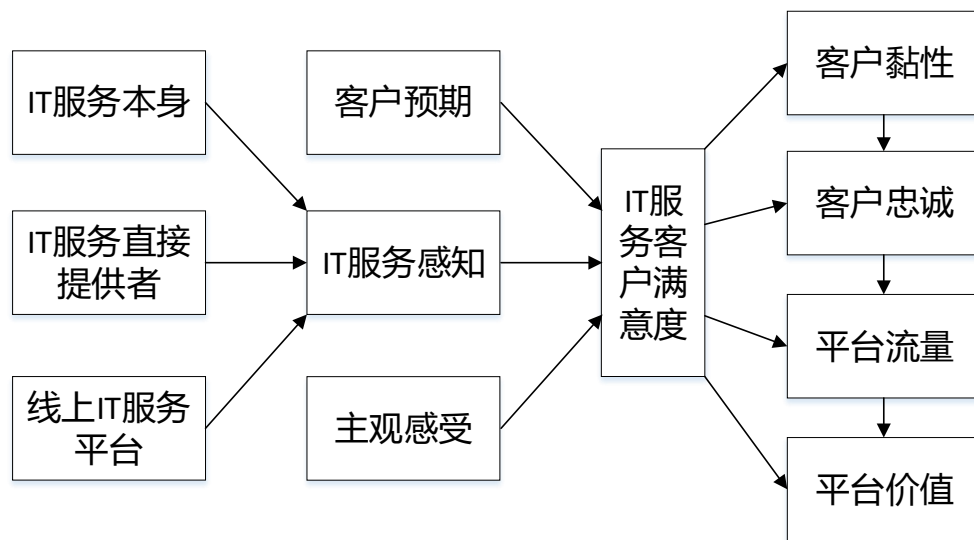 IT服务本身
IT服务直接
提供者
线上IT服务
平台
客户预期
IT服务感知
主观感受
IT服
务客
户满
意度
客户黏性
客户忠诚
平台流量
平台价值